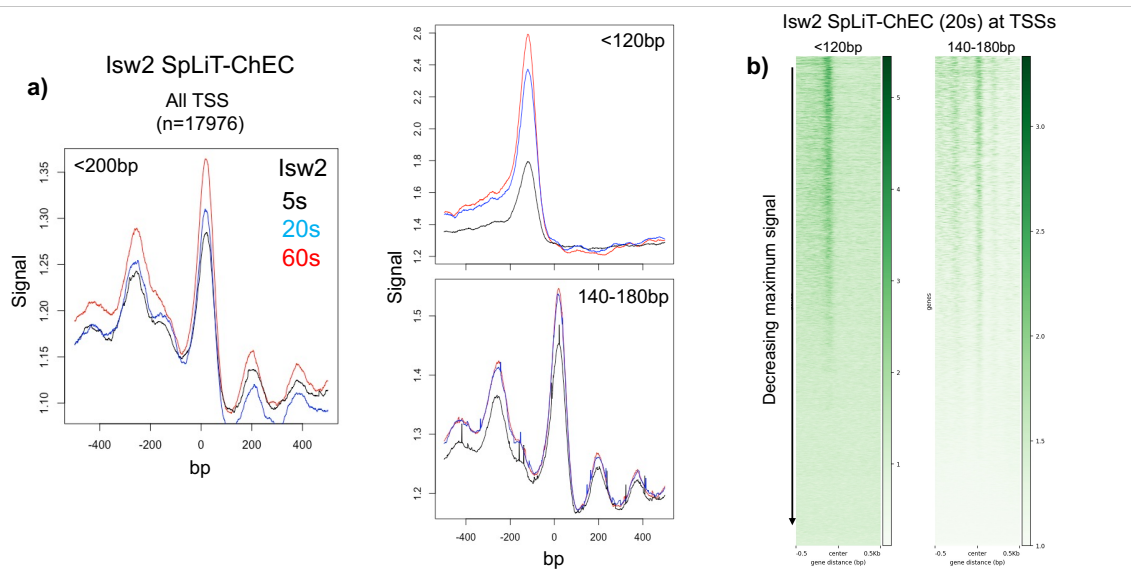 Isw2 SpLiT-ChEC
a)
All TSS
(n=17976)
<200bp
Isw2
5s
20s
60s
Signal
1.35
1.30
1.25
1.20
1.15
1.10
-400
-200
0
200
400
bp
<120bp
2.6
2.4
2.2
2.0
1.8
1.6
1.4
1.2
-400
-200
0
200
400
Signal
140-180bp
1.5
1.4
1.3
1.2
-400
-200
0
200
400
bp
Isw2 SpLiT-ChEC (20s) at TSSs
b)
<120bp
140-180bp
Decreasing maximum signal
5
4
3
2
1
genes
3.0
2.5
2.0
1.5
1.0
-0.5
center
0.5Kb
gene distance (bp)
-0.5
center
0.5Kb
gene distance (bp)